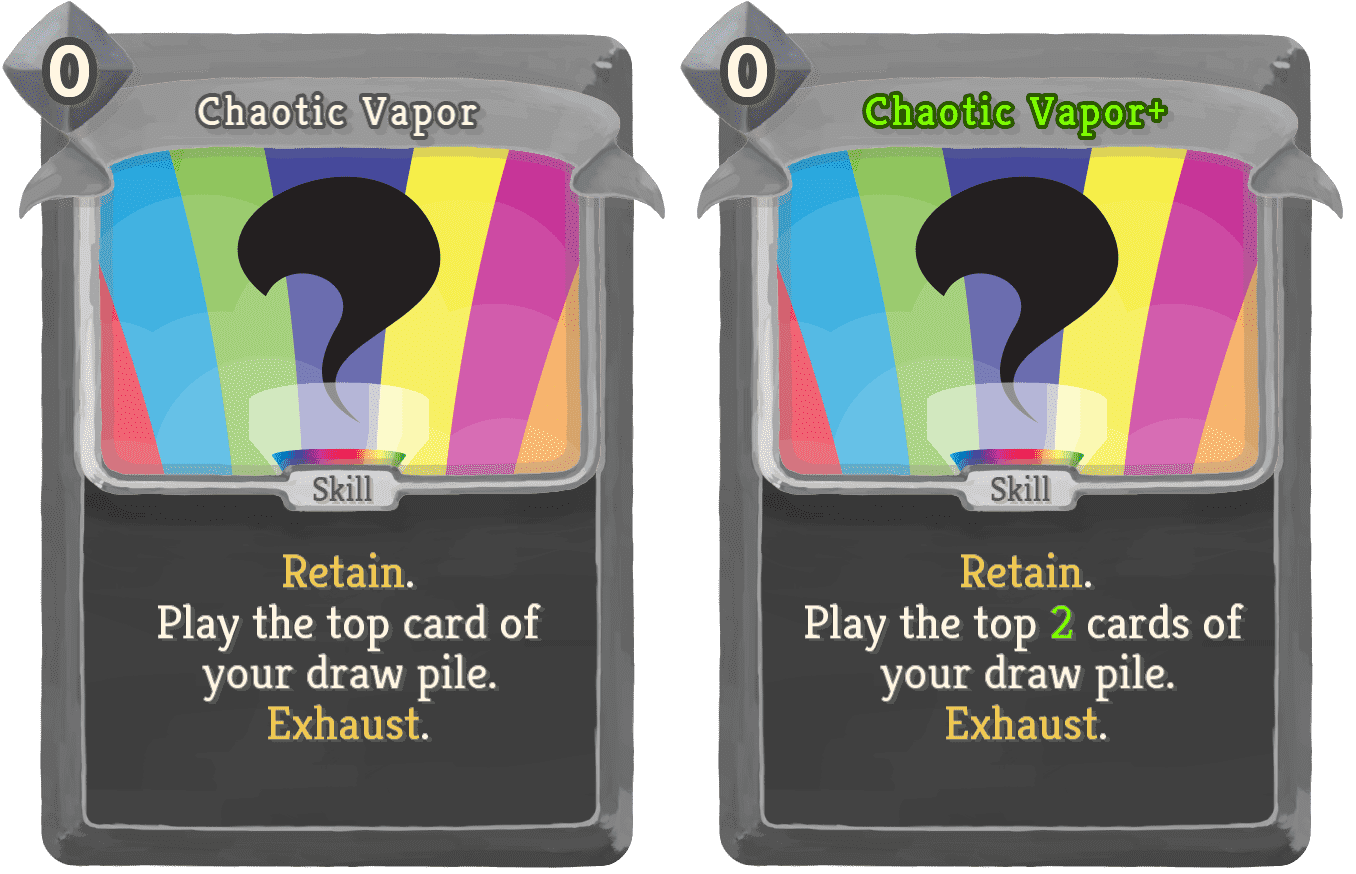 0
Chaotic Vapor
Skill
Retain.
Play the top card of
your draw pile.
Exhaust.
0
Chaotic Vapor+
Skill
Retain.
Play the top 2 cards of
your draw pile.
Exhaust.